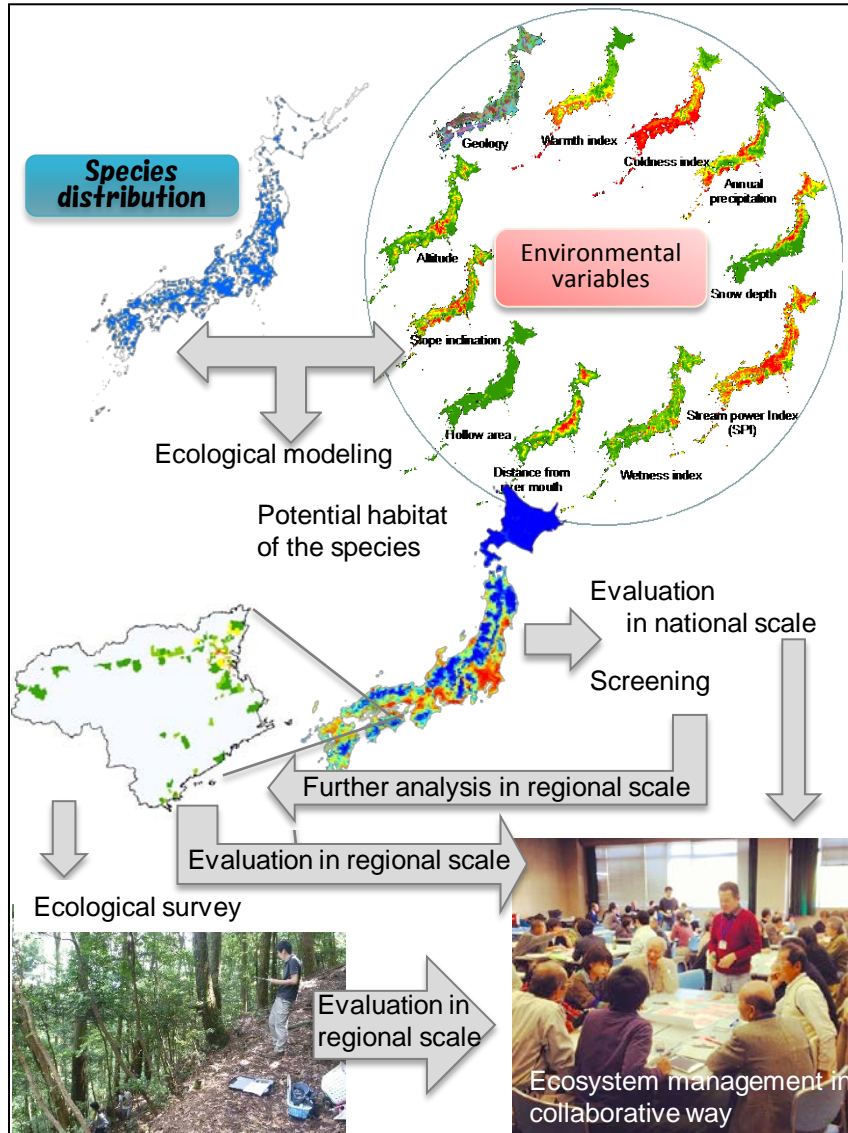 Geology
Warmth index
Coldness index
Annual
precipitation
Species
distribution
Altitude
Environmental
variables
Snow depth
Slope inclination
Hollow area
Stream power Index
(SPI)
Ecological modeling
Distance from
river mouth
Wetness index
Potential habitat
of the species
Evaluation
in national scale
Screening
Further analysis in regional scale
Evaluation in regional scale
Ecological survey
Evaluation in
regional scale
Ecosystem management in
collaborative way